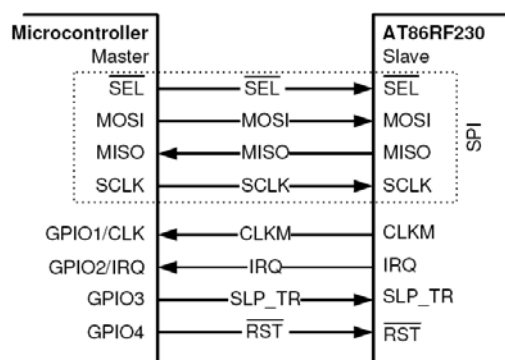 Microcontroller AT86RF230
Master Slave
SEL SEL SEL
MOSI MOSI MOSI
MISO MISO MISO
SCLK SCLK SCLK
SPI
GPIO1/CLK CLKM CLKM
GPIO2/IRQ IRQ IRQ
GPIO3 SLP_TR SLP_TR
GPIO4 RST RST